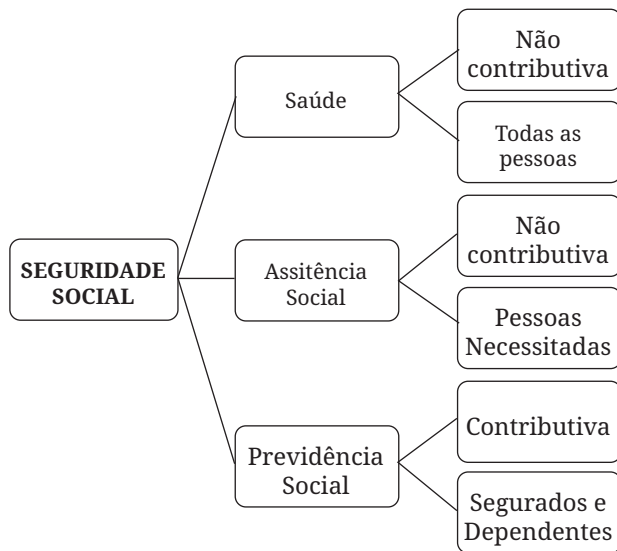 SEGURIDADE
SOCIAL
Saúde
Não
contributiva
Todas as
pessoas
Assitência
Social
Não
contributiva
Pessoas
Necessitadas
Previdência
Social
Contributiva
Segurados e
Dependentes